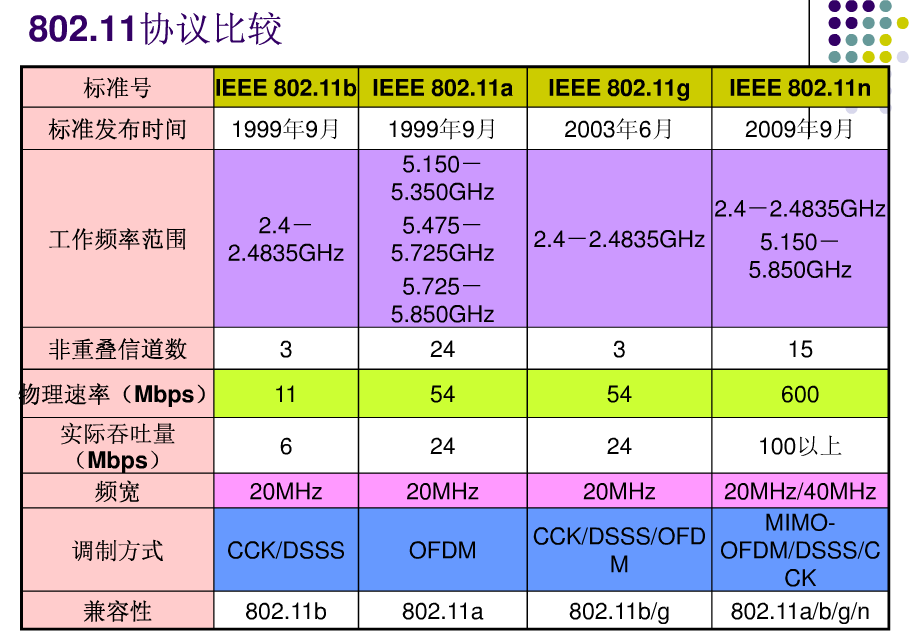 802.11协议比较
标准号 IEEE 802.11b IEEE 802.11a IEEE 802.11g IEEE 802.11n
标准发布时间 1999年9月 1999年9月 2003年6月 2009年9月
工作频率范围
2.4－
2.4835GHz
5.150－
5.350GHz
5.475－
5.725GHz
5.725－
5.850GHz
2.4－2.4835GHz
2.4－2.4835GHz
5.150－
5.850GHz
非重叠信道数 3 24 3 15
物理速率（Mbps） 11 54 54 600
实际吞吐量
（Mbps）
6 24 24 100以上
频宽 20MHz 20MHz 20MHz 20MHz/40MHz
调制方式
CCK/DSSS
OFDM
CCK/DSSS/OFD
M
MIMO-
OFDM/DSSS/C
CK
兼容性 802.11b 802.11a 802.11b/g 802.11a/b/g/n